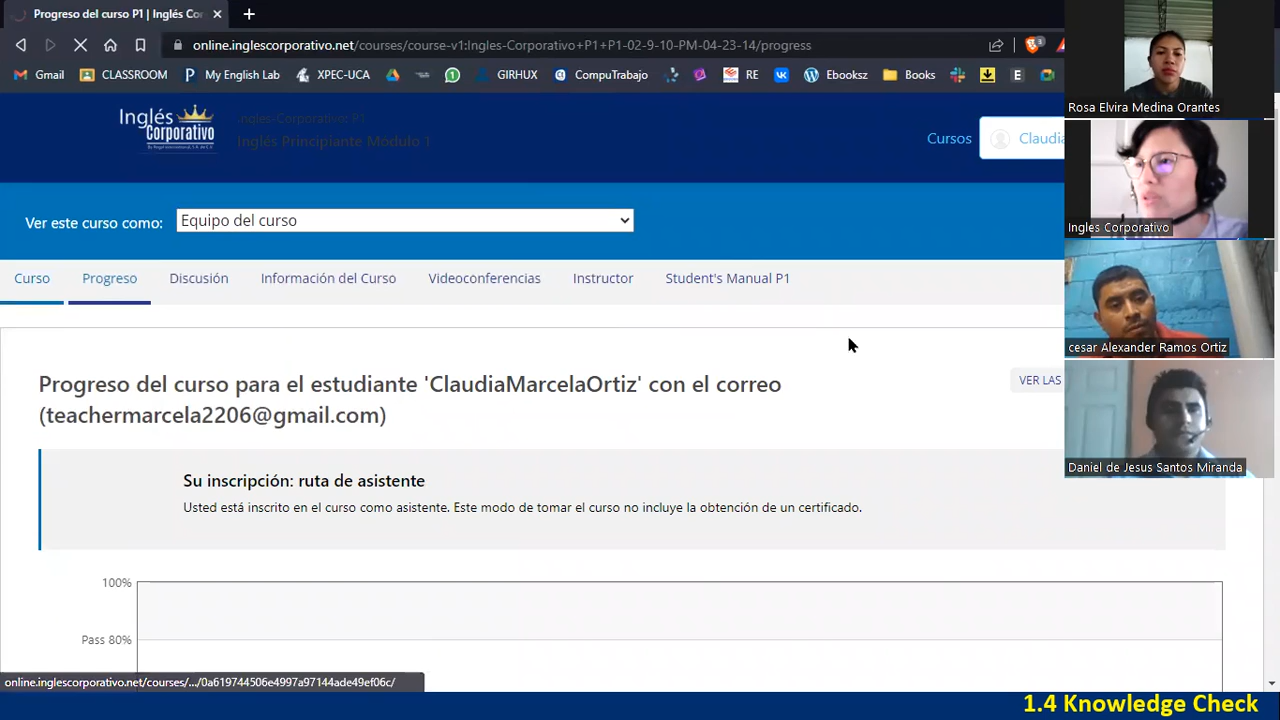 Progreso del curso P1 | Inglés Co
online.inglescorporativo.net/courses/course-v1:Ingles-Corporativo+P1+P1-02-9-10-PM-04-23-14/progress
Gmail
CLASSROOM
My English Lab
XPEC-UCA
GIRHUX
CompuTrabajo
Ebooksz
Books
Inglés
Corporativo
Ingles-Corporativo: P1
Inglés Principiante Módulo 1
Cursos
Claudia
Ver este curso como:
Equipo del curso
Curso
Progreso
Discusión
Información del Curso
Videoconferencias
Instructor
Student's Manual P1
Progreso del curso para el estudiante 'ClaudiaMarcelaOrtiz' con el correo
(teachermarcela2206@gmail.com)
VER LAS
Su inscripción: ruta de asistente
Usted está inscrito en el curso como asistente. Este modo de tomar el curso no incluye la obtención de un certificado.
100%
Pass 80%
online.inglescorporativo.net/courses/.../0a619744506e4997a97144ade49ef06c/
Rosa Elvira Medina Orantes
Ingles Corporativo
cesar Alexander Ramos Ortiz
Daniel de Jesus Santos Miranda
1.4 Knowledge Check